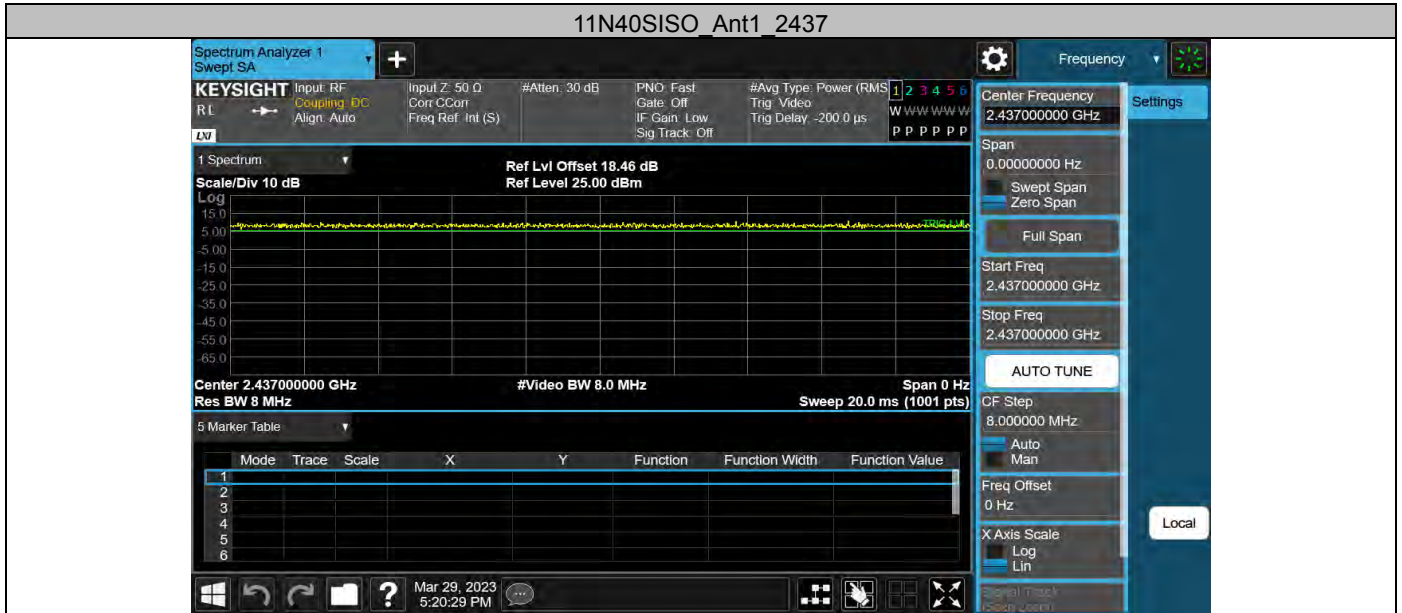 11N40SISO_Ant1_2437
Spectrum Analyzer 1
Swept SA
+
Frequency
KEYSIGHT
RL
LXI
Input: RF
Coupling: DC
Align: Auto
Input Z: 50 Ω
Corr CCorr
Freq Ref: Int (S)
#Atten: 30 dB
PNO: Fast
Gate: Off
IF Gain: Low
Sig Track: Off
#Avg Type: Power (RMS
Trig: Video
Trig Delay: -200.0 µs
1 2 3 4 5 6
W W W W W W
P P P P P P
1 Spectrum
Scale/Div 10 dB
Ref Lvl Offset 18.46 dB
Ref Level 25.00 dBm
Log
15.0
5.00
-5.00
-15.0
-25.0
-35.0
-45.0
-55.0
-65.0
TRIG LVL
Center 2.437000000 GHz
#Video BW 8.0 MHz
Span 0 Hz
Res BW 8 MHz
Sweep 20.0 ms (1001 pts)
5 Marker Table
Mode Trace Scale X Y Function Function Width Function Value
1
2
3
4
5
6
Center Frequency
2.437000000 GHz
Settings
Span
0.00000000 Hz
Swept Span
Zero Span
Full Span
Start Freq
2.437000000 GHz
Stop Freq
2.437000000 GHz
AUTO TUNE
CF Step
8.000000 MHz
Auto
Man
Freq Offset
0 Hz
X Axis Scale
Log
Lin
Signal Track
(Span Zoom)
Local
?
Mar 29, 2023
5:20:29 PM